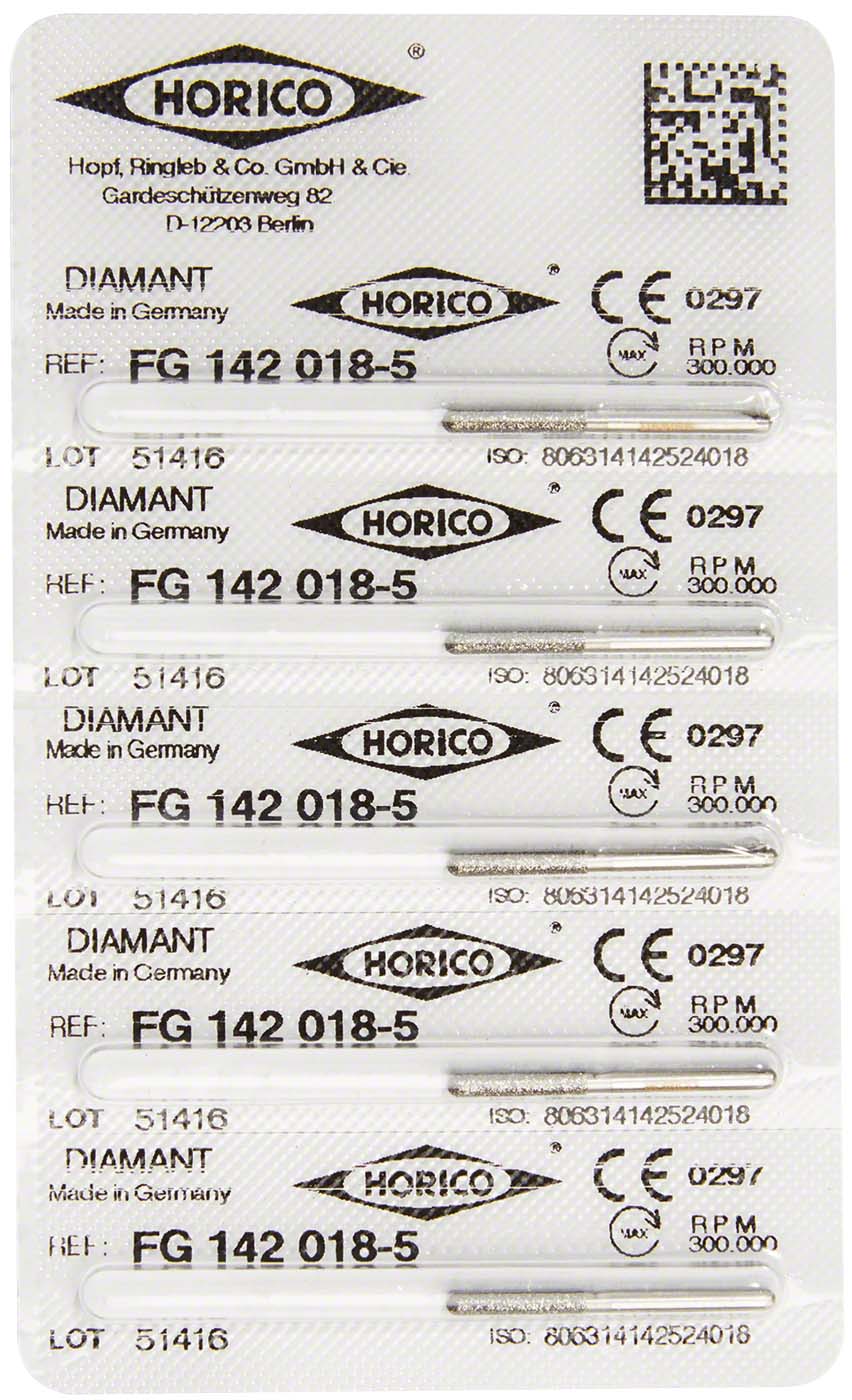 HORICO ®
Hopf, Ringleb & Co. GmbH & Cie.
Gardeschützenweg 82
D-12203 Berlin
DIAMANT
Made in Germany
HORICO ®
CE 0297
REF: FG 142 018-5
MAX
RPM
300.000
LOT 51416
ISO: 806314142524018
DIAMANT
Made in Germany
HORICO ®
CE 0297
REF: FG 142 018-5
MAX
RPM
300.000
LOT 51416
ISO: 806314142524018
DIAMANT
Made in Germany
HORICO ®
CE 0297
REF: FG 142 018-5
MAX
RPM
300.000
LOT 51416
ISO: 806314142524018
DIAMANT
Made in Germany
HORICO ®
CE 0297
REF: FG 142 018-5
MAX
RPM
300.000
LOT 51416
ISO: 806314142524018
DIAMANT
Made in Germany
HORICO ®
CE 0297
REF: FG 142 018-5
MAX
RPM
300.000
LOT 51416
ISO: 806314142524018